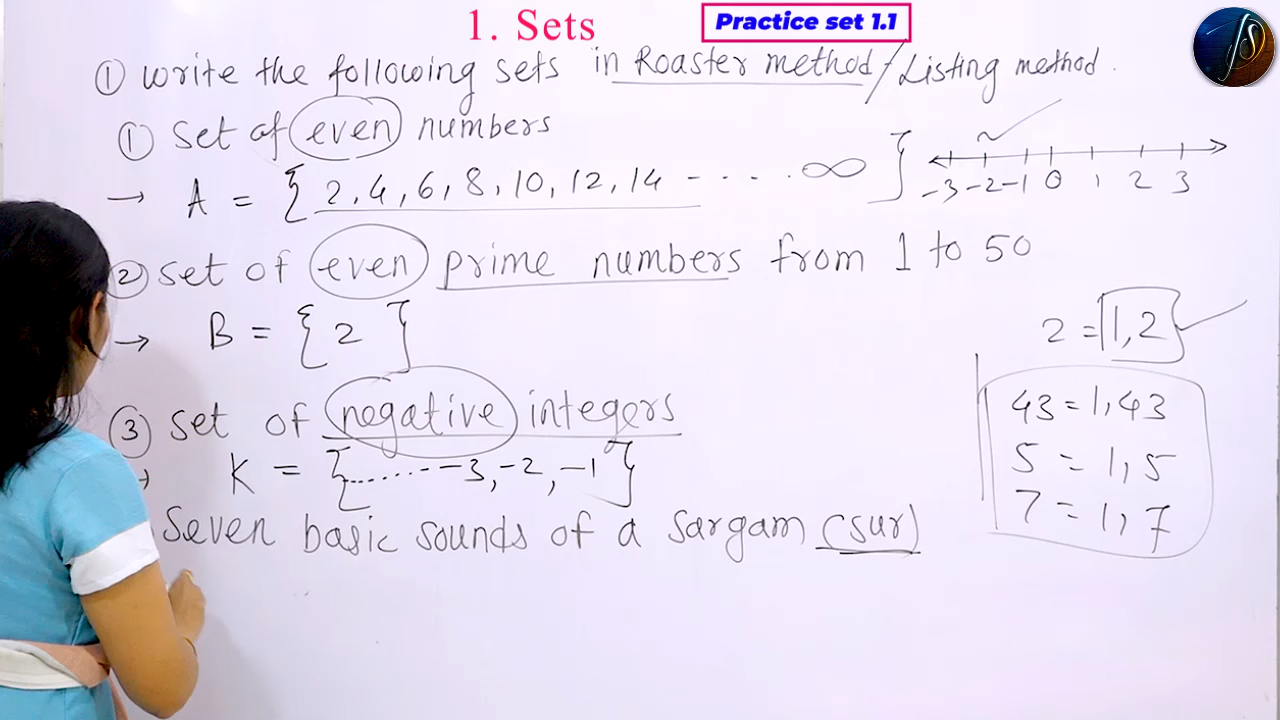 1. Sets
Practice set 1.1
① Write the following sets in Roaster method / Listing method.
① Set of even numbers
→ A = { 2, 4, 6, 8, 10, 12, 14 - - - - . ∞ }
-3 -2 -1 0 1 2 3
② Set of even prime numbers from 1 to 50
→ B = { 2 }
2 = 1, 2
43 = 1, 43
5 = 1, 5
7 = 1, 7
③ Set of negative integers
→ K = { ......--3, -2, -1 }
Seven basic sounds of a Sargam (sur)